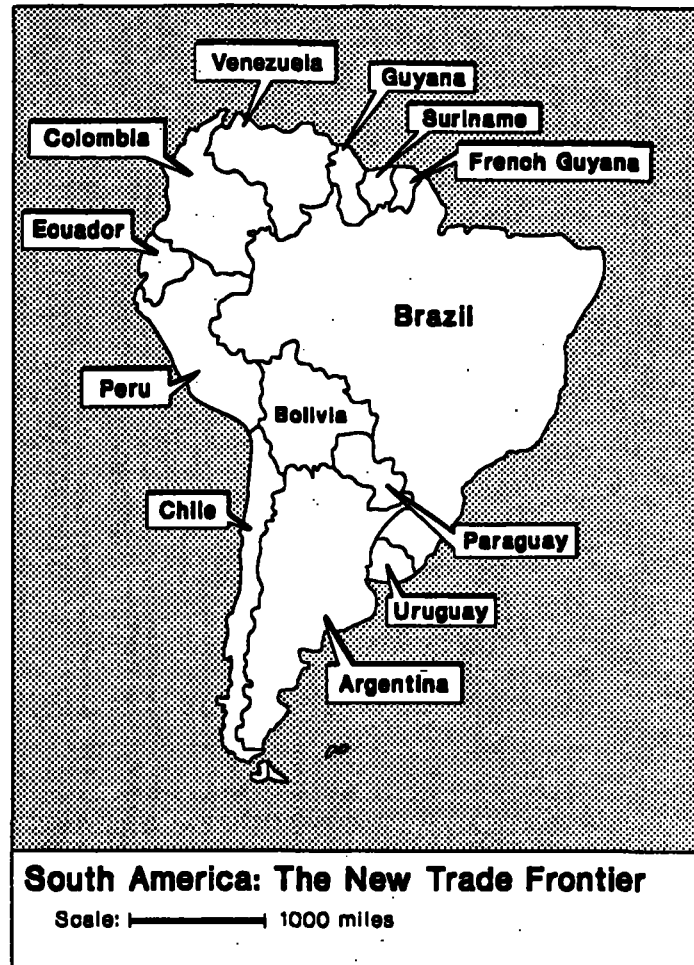 Venezuela
Guyana
Suriname
Colombia
French Guyana
Ecuador
Brazil
Peru
Bolivia
Chile
Paraguay
Uruguay
Argentina
South America: The New Trade Frontier
Scale: 1000 miles